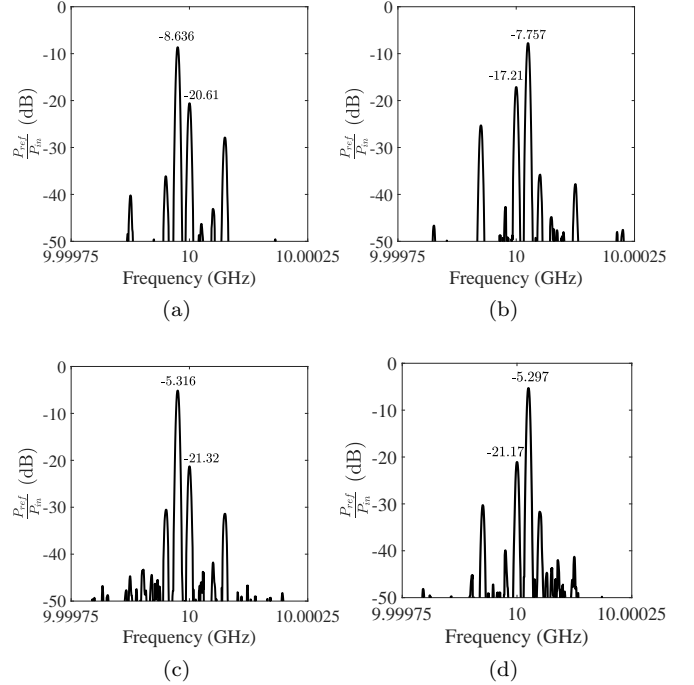 0
-10
-20
-30
-40
-50
P_ref/P_in (dB)
-8.636
-20.61
9.99975 10 10.00025
Frequency (GHz)
(a)
0
-10
-20
-30
-40
-50
P_ref/P_in (dB)
-7.757
-17.21
9.99975 10 10.00025
Frequency (GHz)
(b)
0
-10
-20
-30
-40
-50
P_ref/P_in (dB)
-5.316
-21.32
9.99975 10 10.00025
Frequency (GHz)
(c)
0
-10
-20
-30
-40
-50
P_ref/P_in (dB)
-5.297
-21.17
9.99975 10 10.00025
Frequency (GHz)
(d)